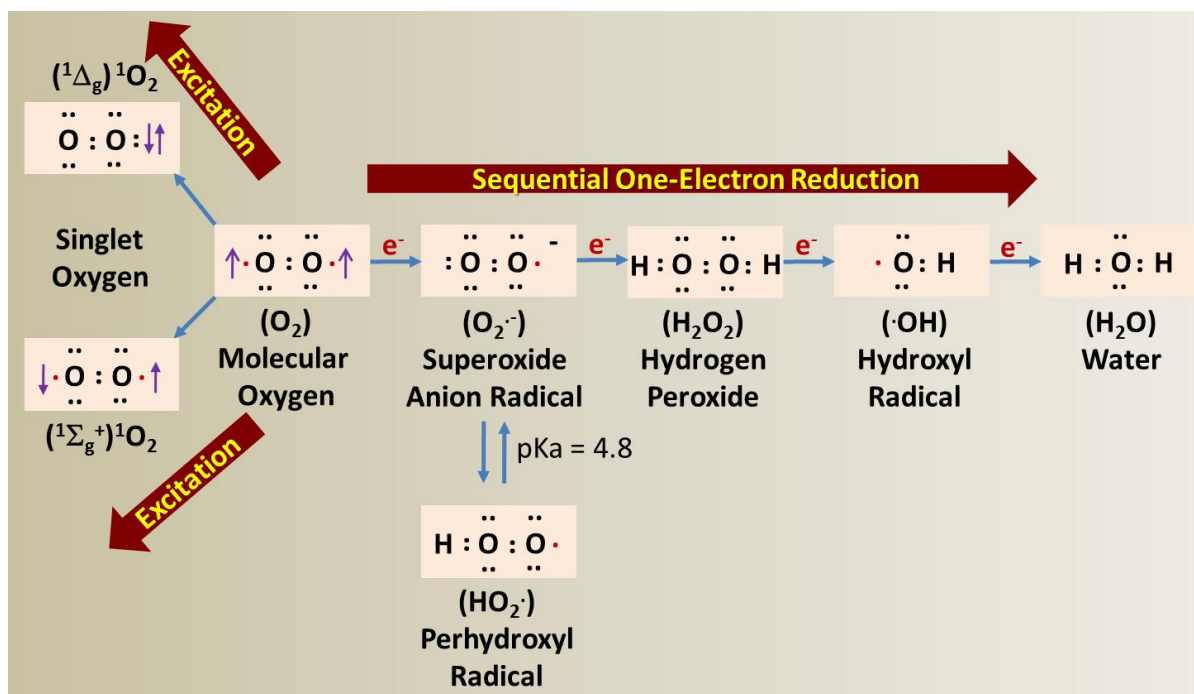 (¹Δg) ¹O₂
Excitation
O : O :
Sequential One-Electron Reduction
Singlet
Oxygen
· O : O ·
e⁻
: O : O · -
e⁻
H : O : O : H
e⁻
· O : H
e⁻
H : O : H
(O₂)
Molecular
Oxygen
(O₂·⁻)
Superoxide
Anion Radical
(H₂O₂)
Hydrogen
Peroxide
(·OH)
Hydroxyl
Radical
(H₂O)
Water
· O : O ·
(¹Σg⁺)¹O₂
Excitation
pKa = 4.8
H : O : O ·
(HO₂·)
Perhydroxyl
Radical